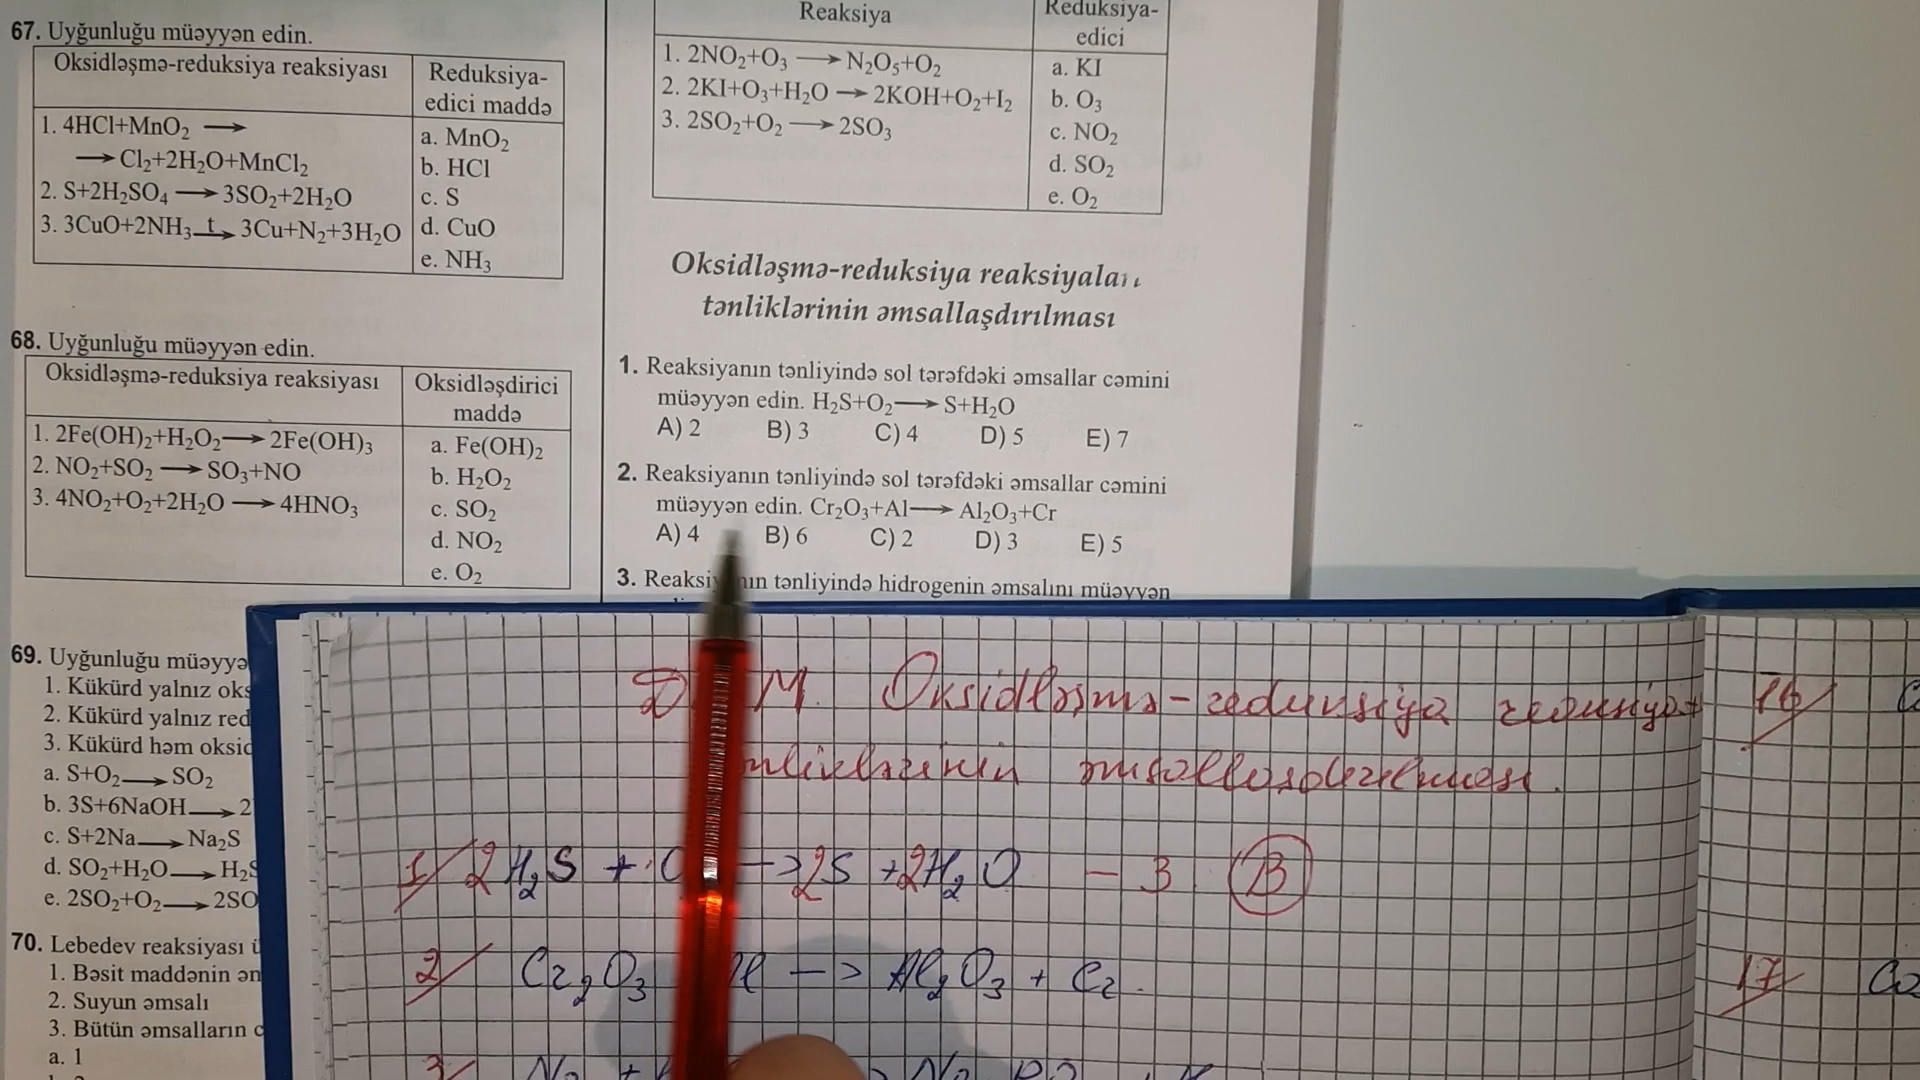 67. Uyğunluğu müəyyən edin.
Oksidləşmə-reduksiya reaksiyası
Reduksiya-
edici maddə
1. 4HCl+MnO₂ ⟶
⟶Cl₂+2H₂O+MnCl₂
2. S+2H₂SO₄ ⟶3SO₂+2H₂O
3. 3CuO+2NH₃ t⟶ 3Cu+N₂+3H₂O
a. MnO₂
b. HCl
c. S
d. CuO
e. NH₃
68. Uyğunluğu müəyyən edin.
Oksidləşmə-reduksiya reaksiyası
Oksidləşdirici
maddə
1. 2Fe(OH)₂+H₂O₂⟶ 2Fe(OH)₃
2. NO₂+SO₂ ⟶SO₃+NO
3. 4NO₂+O₂+2H₂O ⟶4HNO₃
a. Fe(OH)₂
b. H₂O₂
c. SO₂
d. NO₂
e. O₂
69. Uyğunluğu müəyyə
1. Kükürd yalnız oks
2. Kükürd yalnız red
3. Kükürd həm oksid
a. S+O₂⟶SO₂
b. 3S+6NaOH⟶2
c. S+2Na⟶Na₂S
d. SO₂+H₂O⟶H₂S
e. 2SO₂+O₂⟶2SO
70. Lebedev reaksiyası ü
1. Bəsit maddənin ən
2. Suyun əmsalı
3. Bütün əmsalların c
a. 1
Reaksiya
Reduksiya-
edici
1. 2NO₂+O₃ ⟶N₂O₅+O₂
2. 2KI+O₃+H₂O ⟶2KOH+O₂+I₂
3. 2SO₂+O₂ ⟶2SO₃
a. KI
b. O₃
c. NO₂
d. SO₂
e. O₂
Oksidləşmə-reduksiya reaksiyaları
tənliklərinin əmsallaşdırılması
1. Reaksiyanın tənliyində sol tərəfdəki əmsallar cəmini
müəyyən edin. H₂S+O₂⟶S+H₂O
A) 2 B) 3 C) 4 D) 5 E) 7
2. Reaksiyanın tənliyində sol tərəfdəki əmsallar cəmini
müəyyən edin. Cr₂O₃+Al⟶Al₂O₃+Cr
A) 4 B) 6 C) 2 D) 3 E) 5
3. Reaksiyanın tənliyində hidrogenin əmsalını müəyyən
M. Oksidləşmə-reduksiya reaksiya
nliklərinin əmsallaşdırılması.
1/ 2H₂S + O → 2S + 2H₂O - 3 B
2/ Cr₂O₃ Al → Al₂O₃ + Cr.
3/
16/
17/